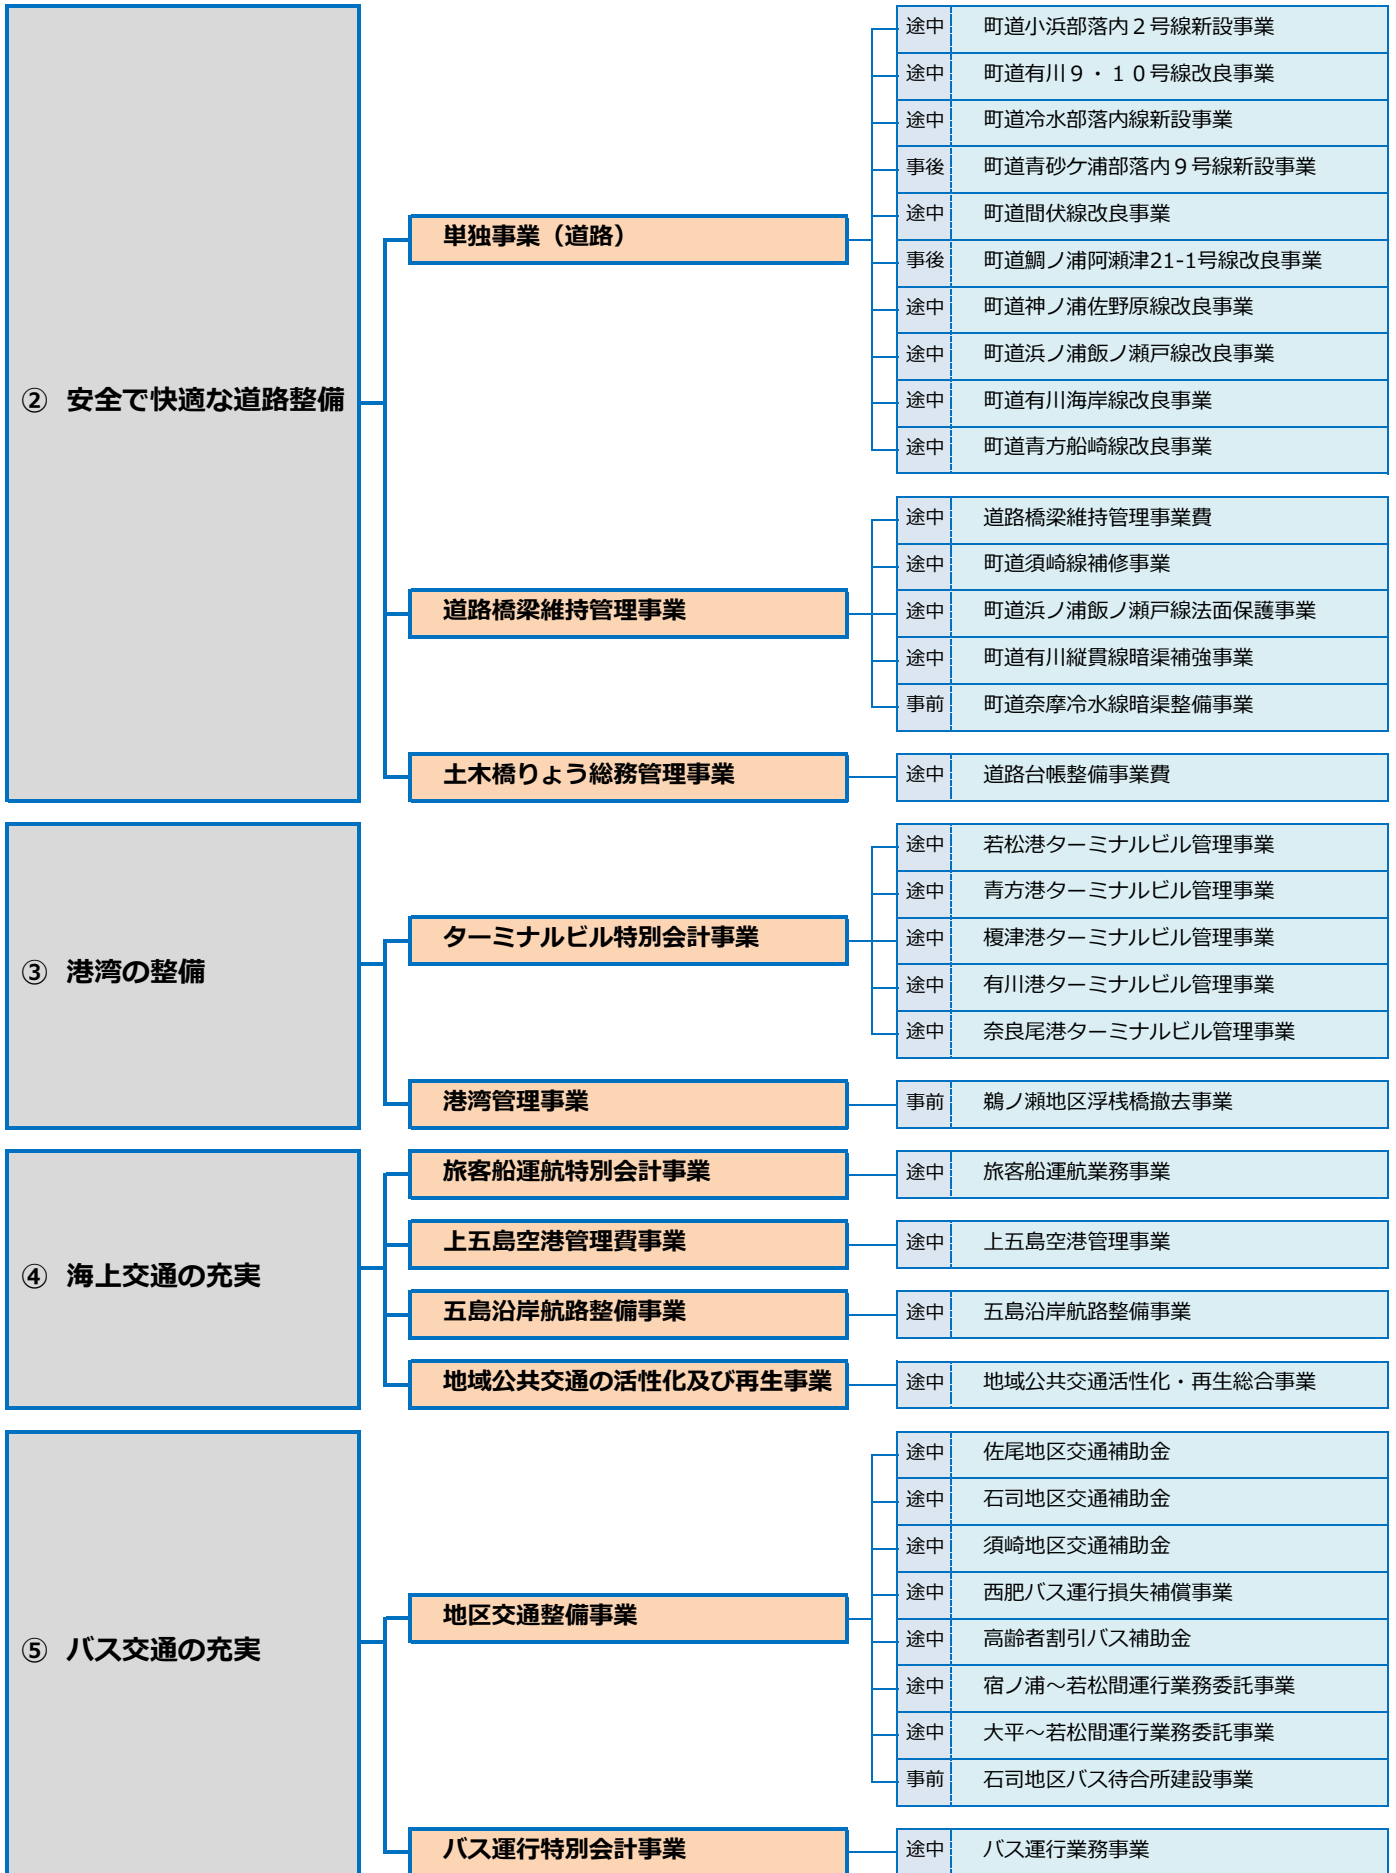 ② 安全で快適な道路整備
単独事業（道路）
途中 町道小浜部落内２号線新設事業
途中 町道有川９・１０号線改良事業
途中 町道冷水部落内線新設事業
事後 町道青砂ケ浦部落内９号線新設事業
途中 町道間伏線改良事業
事後 町道鯛ノ浦阿瀬津21-1号線改良事業
途中 町道神ノ浦佐野原線改良事業
途中 町道浜ノ浦飯ノ瀬戸線改良事業
途中 町道有川海岸線改良事業
途中 町道青方船崎線改良事業
道路橋梁維持管理事業
途中 道路橋梁維持管理事業費
途中 町道須崎線補修事業
途中 町道浜ノ浦飯ノ瀬戸線法面保護事業
途中 町道有川縦貫線暗渠補強事業
事前 町道奈摩冷水線暗渠整備事業
土木橋りょう総務管理事業
途中 道路台帳整備事業費
③ 港湾の整備
ターミナルビル特別会計事業
途中 若松港ターミナルビル管理事業
途中 青方港ターミナルビル管理事業
途中 榎津港ターミナルビル管理事業
途中 有川港ターミナルビル管理事業
途中 奈良尾港ターミナルビル管理事業
港湾管理事業
事前 鵜ノ瀬地区浮桟橋撤去事業
④ 海上交通の充実
旅客船運航特別会計事業
途中 旅客船運航業務事業
上五島空港管理費事業
途中 上五島空港管理事業
五島沿岸航路整備事業
途中 五島沿岸航路整備事業
地域公共交通の活性化及び再生事業
途中 地域公共交通活性化・再生総合事業
⑤ バス交通の充実
地区交通整備事業
途中 佐尾地区交通補助金
途中 石司地区交通補助金
途中 須崎地区交通補助金
途中 西肥バス運行損失補償事業
途中 高齢者割引バス補助金
途中 宿ノ浦～若松間運行業務委託事業
途中 大平～若松間運行業務委託事業
事前 石司地区バス待合所建設事業
バス運行特別会計事業
途中 バス運行業務事業